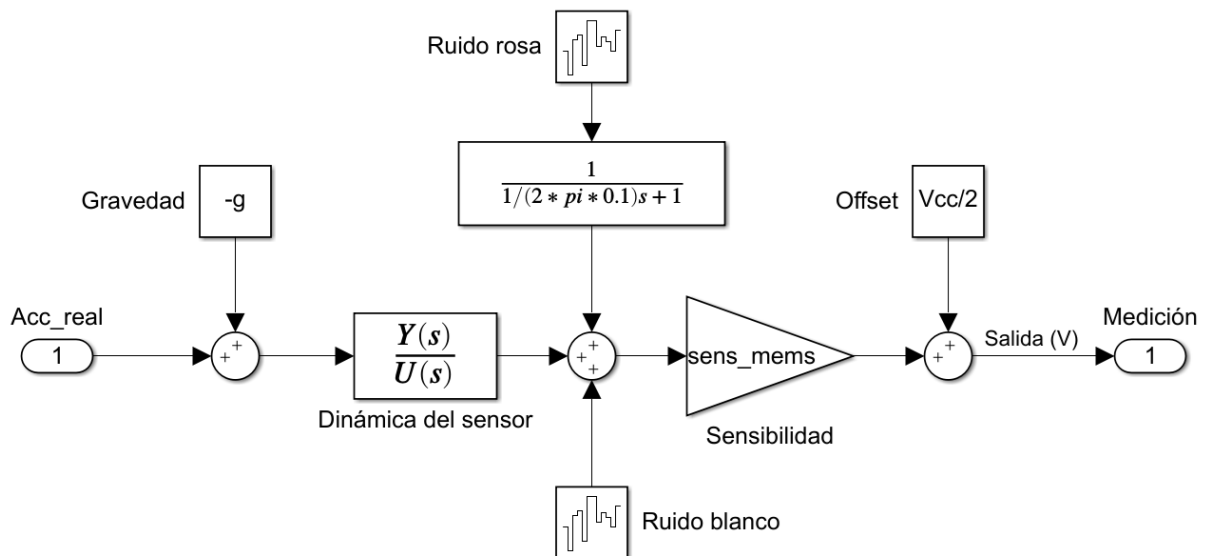 Ruido rosa
1
1/(2 * pi * 0.1)s + 1
Gravedad
-g
Offset
Vcc/2
Acc_real
1
+
+
Y(s)
U(s)
Dinámica del sensor
+
+
+
sens_mems
Sensibilidad
+
+
Salida (V)
Medición
1
Ruido blanco